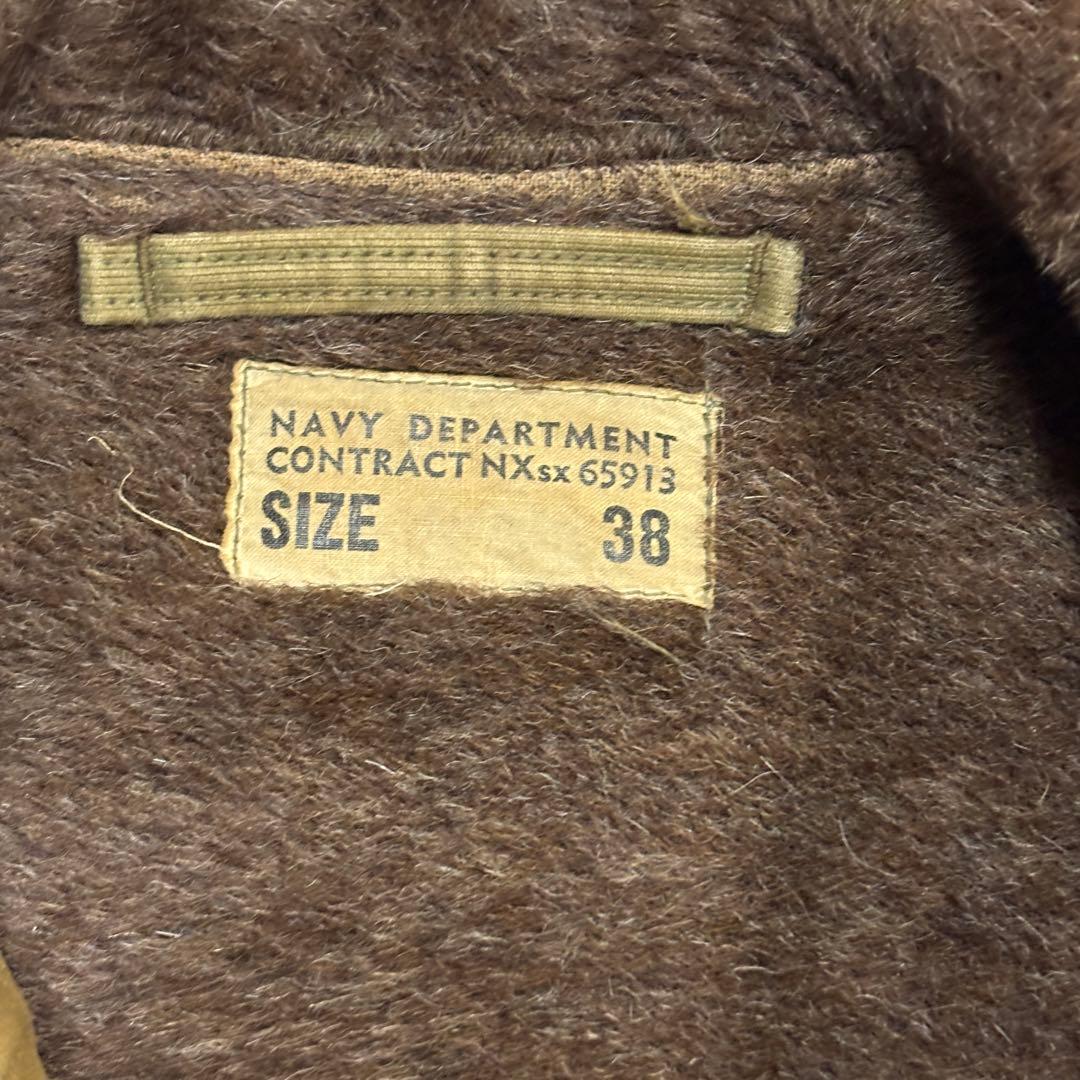 NAVY DEPARTMENT
CONTRACT NXsx 65913
SIZE 38